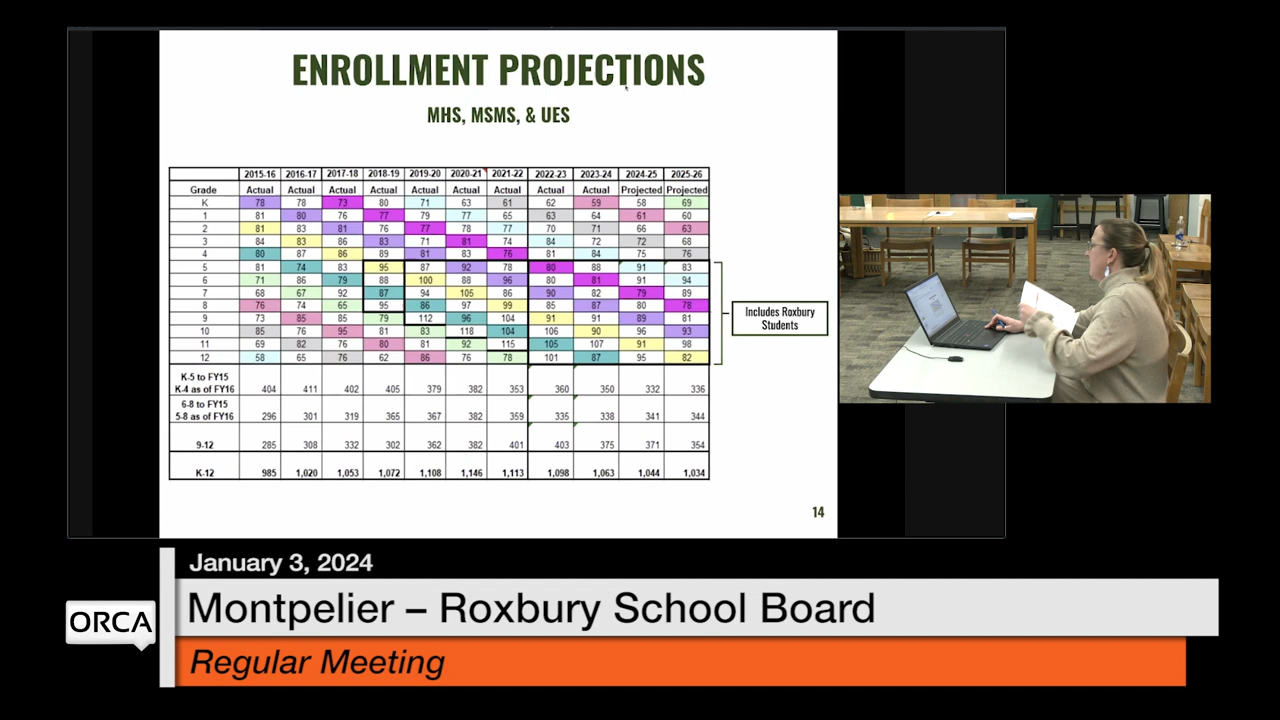 ENROLLMENT PROJECTIONS
MHS, MSMS, & UES
2015-16 2016-17 2017-18 2018-19 2019-20 2020-21 2021-22 2022-23 2023-24 2024-25 2025-26
Grade Actual Actual Actual Actual Actual Actual Actual Actual Actual Projected Projected
K 78 78 73 80 71 63 61 62 59 58 69
1 81 80 76 77 79 77 65 63 64 61 60
2 81 83 81 76 77 78 77 70 71 66 63
3 84 83 86 83 71 81 74 84 72 72 68
4 80 87 86 89 81 83 76 81 84 75 76
5 81 74 83 95 87 92 78 80 88 91 83
6 71 86 79 88 100 88 96 80 81 91 94
7 68 67 92 87 94 105 86 90 82 79 89
8 76 74 65 95 86 97 99 85 87 80 78
9 73 85 85 79 112 96 104 91 91 89 81
10 85 76 95 81 83 118 104 106 90 96 93
11 69 82 76 80 81 92 115 105 107 91 98
12 58 65 76 62 86 76 78 101 87 95 82
K-5 to FY15
K-4 as of FY16 404 411 402 405 379 382 353 360 350 332 336
6-8 to FY15
5-8 as of FY16 296 301 319 365 367 382 359 335 338 341 344
9-12 285 308 332 302 362 382 401 403 375 371 354
K-12 985 1,020 1,053 1,072 1,108 1,146 1,113 1,098 1,063 1,044 1,034
Includes Roxbury
Students
14
January 3, 2024
ORCA
Montpelier – Roxbury School Board
Regular Meeting